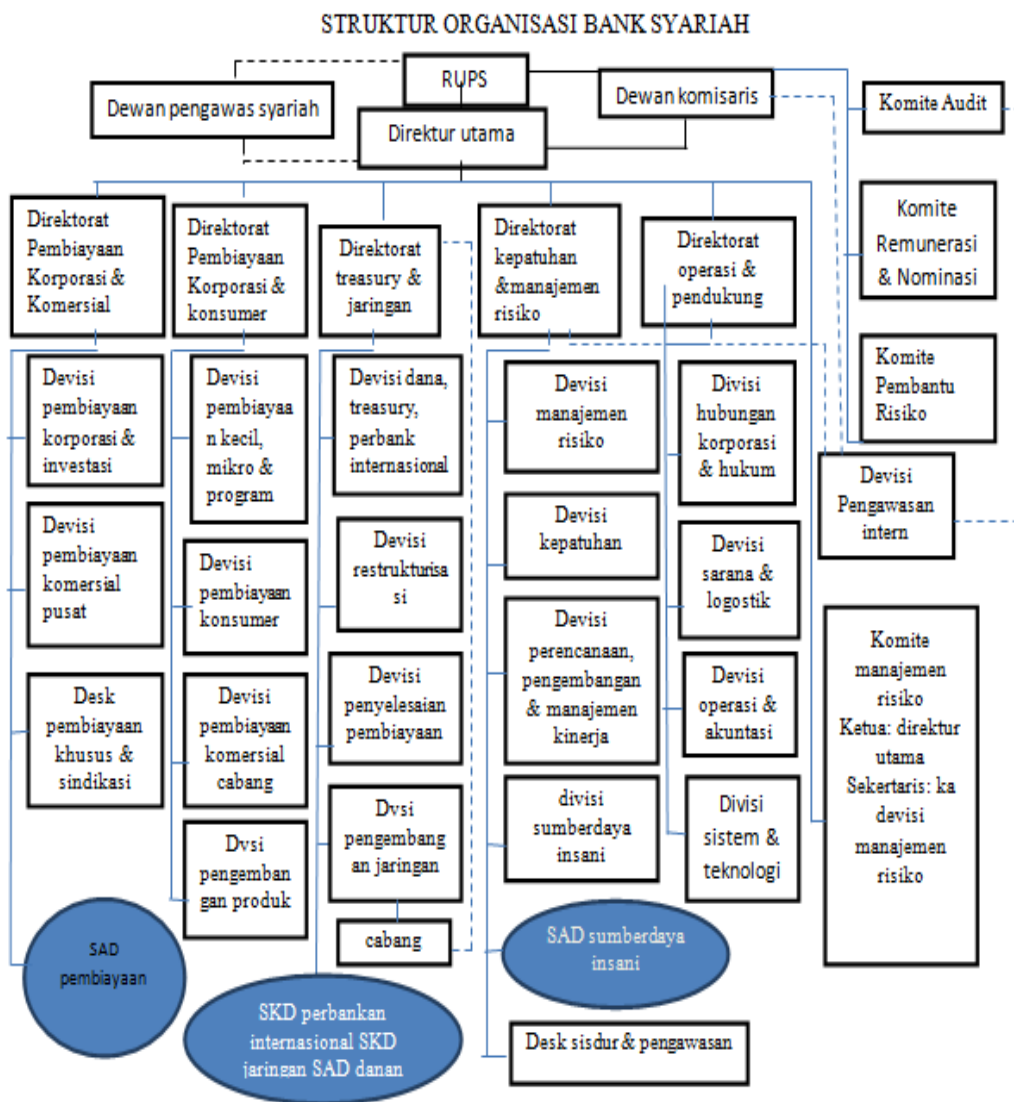 STRUKTUR ORGANISASI BANK SYARIAH
RUPS
Dewan pengawas syariah
Dewan komisaris
Komite Audit
Direktur utama
Komite
Remunerasi
& Nominasi
Komite
Pembantu
Risiko
Devisi
Pengawasan
intern
Direktorat
Pembiayaan
Korporasi &
Komersial
Devisi
pembiayaan
korporasi &
investasi
Devisi
pembiayaan
komersial
pusat
Desk
pembiayaan
khusus &
sindikasi
SAD
pembiayaan
Direktorat
Pembiayaan
Korporasi &
konsumer
Devisi
pembiayaa
n kecil,
mikro &
program
Devisi
pembiayaan
konsumer
Devisi
pembiayaan
komersial
cabang
Dvsi
pengemban
gan produk
Direktorat
treasury &
jaringan
Devisi dana,
treasury,
perbank
internasional
Devisi
restrukturisa
si
Devisi
penyelesaian
pembiayaan
Dvsi
pengembang
an jaringan
cabang
SKD perbankan
internasional SKD
jaringan SAD danan
Direktorat
kepatuhan
&manajemen
risiko
Devisi
manajemen
risiko
Devisi
kepatuhan
Devisi
perencanaan,
pengembangan
& manajemen
kinerja
divisi
sumberdaya
insani
SAD sumberdaya
insani
Desk sisdur & pengawasan
Direktorat
operasi &
pendukung
Divisi
hubungan
korporasi
& hukum
Devisi
sarana &
logostik
Devisi
operasi &
akuntasi
Divisi
sistem &
teknologi
Komite
manajemen
risiko
Ketua: direktur
utama
Sekertaris: ka
devisi
manajemen
risiko